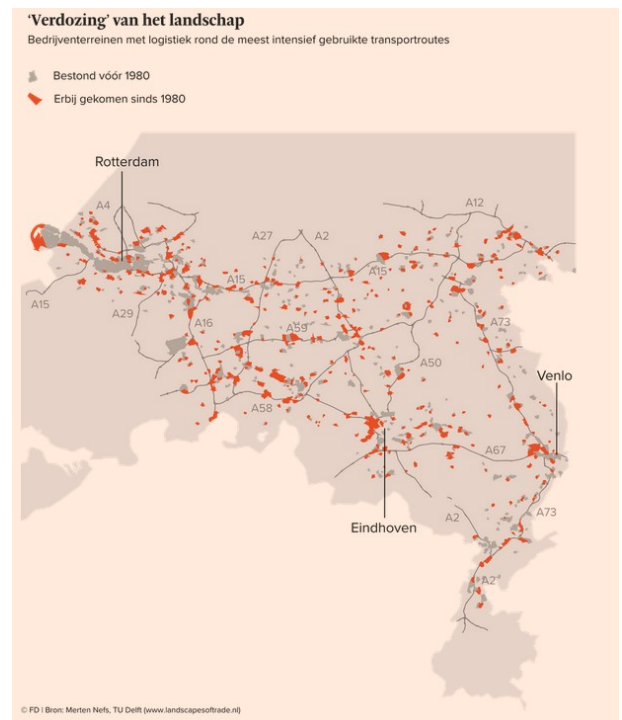 ‘Verdozing’ van het landschap
Bedrijventerreinen met logistiek rond de meest intensief gebruikte transportroutes
Bestond vóór 1980
Erbij gekomen sinds 1980
Rotterdam
A4
A12
A27
A2
A15
A15
A15
A29
A16
A59
A73
A50
Venlo
A58
A67
Eindhoven
A2
A73
A2
© FD | Bron: Merten Nefs, TU Delft (www.landscapesoftrade.nl)